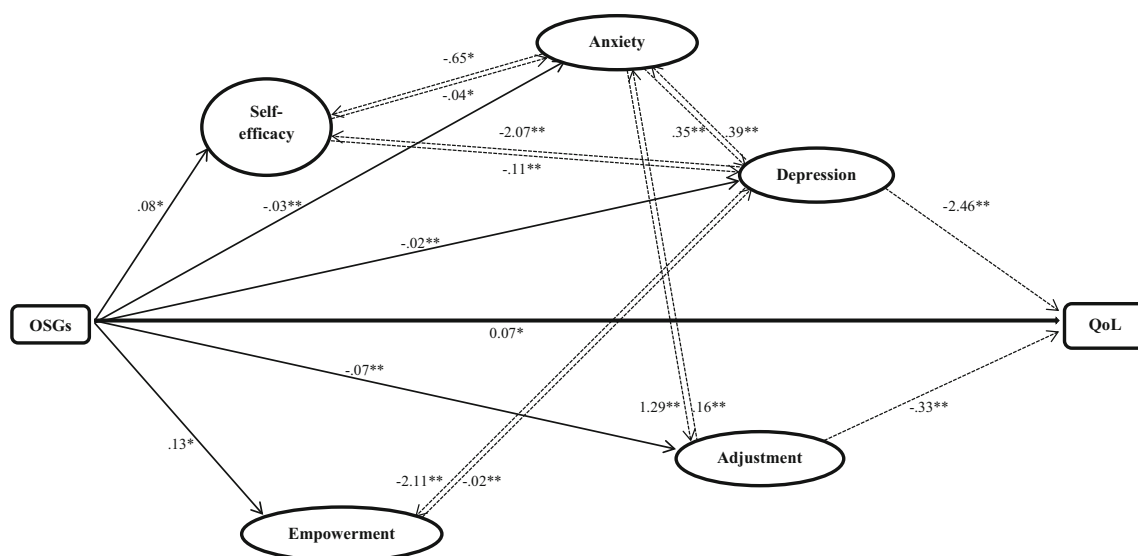 Anxiety
-.65*
-.04*
Self-
efficacy
-2.07**
-.11**
.35**
.39**
Depression
.08*
-.03**
-.02**
-2.46**
OSGs
0.07*
QoL
-.07**
1.29**
.16**
-.33**
.13*
Adjustment
-2.11**
-.02**
Empowerment